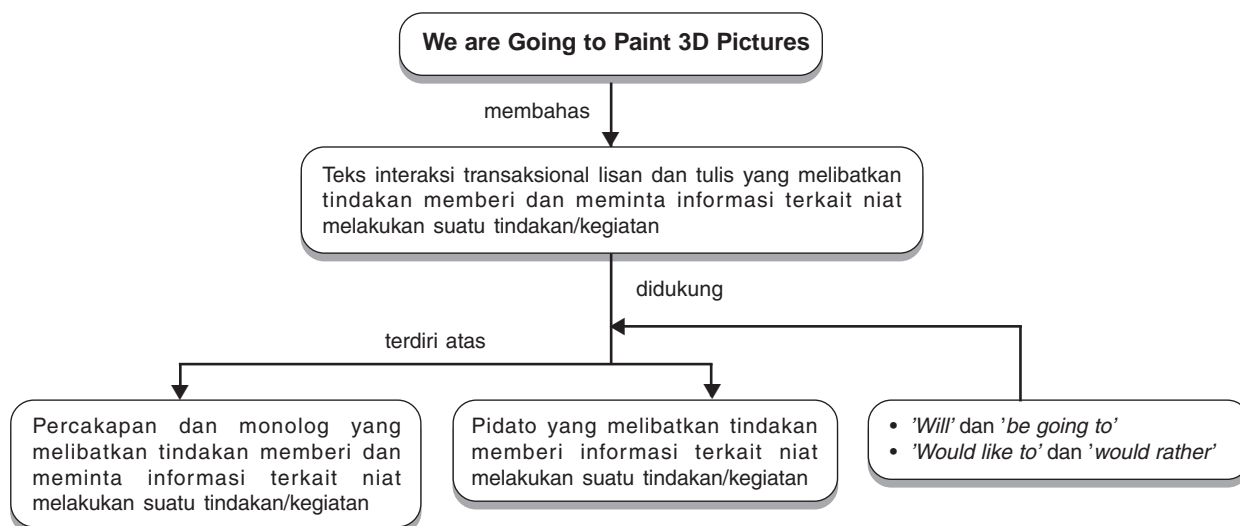 We are Going to Paint 3D Pictures
membahas
Teks interaksi transaksional lisan dan tulis yang melibatkan
tindakan memberi dan meminta informasi terkait niat
melakukan suatu tindakan/kegiatan
didukung
terdiri atas
Percakapan dan monolog yang
melibatkan tindakan memberi dan
meminta informasi terkait niat
melakukan suatu tindakan/kegiatan
Pidato yang melibatkan tindakan
memberi informasi terkait niat
melakukan suatu tindakan/kegiatan
• 'Will' dan 'be going to'
• 'Would like to' dan 'would rather'